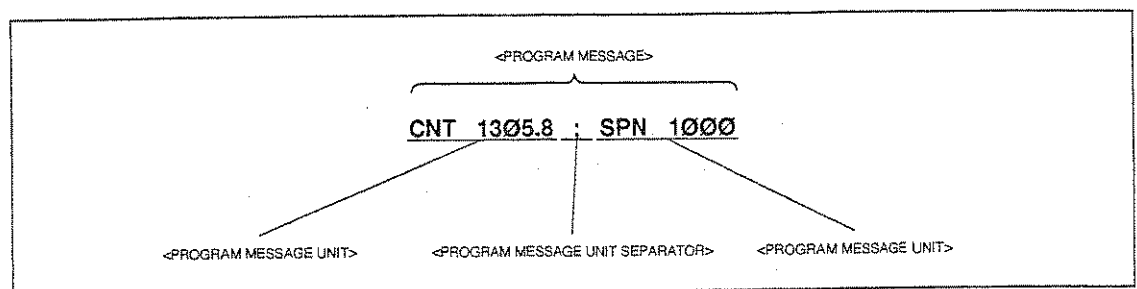 <PROGRAM MESSAGE>
CNT 13Ø5.8 ; SPN 1ØØØ
<PROGRAM MESSAGE UNIT> <PROGRAM MESSAGE UNIT SEPARATOR> <PROGRAM MESSAGE UNIT>